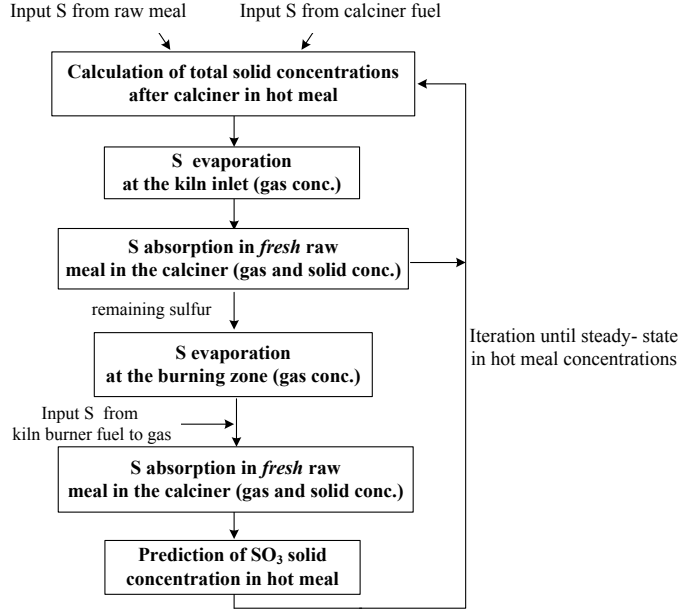 Input S from raw meal
Input S from calciner fuel
Calculation of total solid concentrations
after calciner in hot meal
S evaporation
at the kiln inlet (gas conc.)
S absorption in fresh raw
meal in the calciner (gas and solid conc.)
remaining sulfur
Iteration until steady- state
in hot meal concentrations
S evaporation
at the burning zone (gas conc.)
Input S from
kiln burner fuel to gas
S absorption in fresh raw
meal in the calciner (gas and solid conc.)
Prediction of SO₃ solid
concentration in hot meal